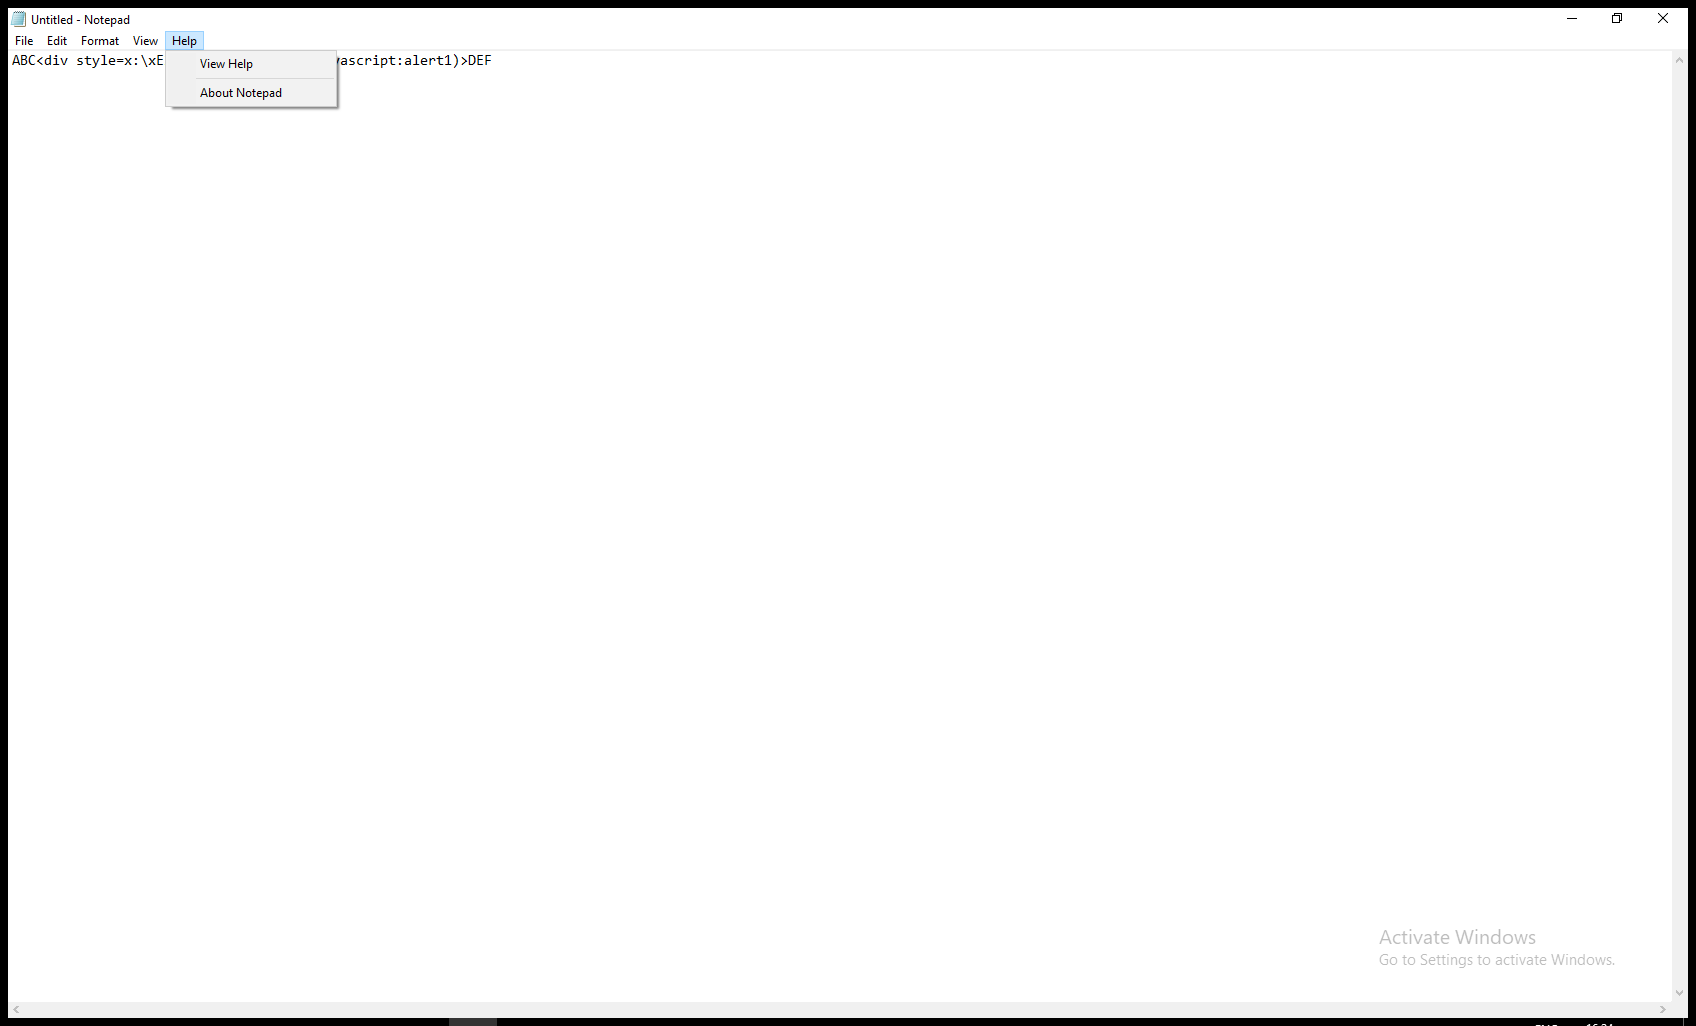 Untitled - Notepad
File Edit Format View Help
ABC<div style=x:\xE ascript:alert1)>DEF
View Help
About Notepad
Activate Windows
Go to Settings to activate Windows.